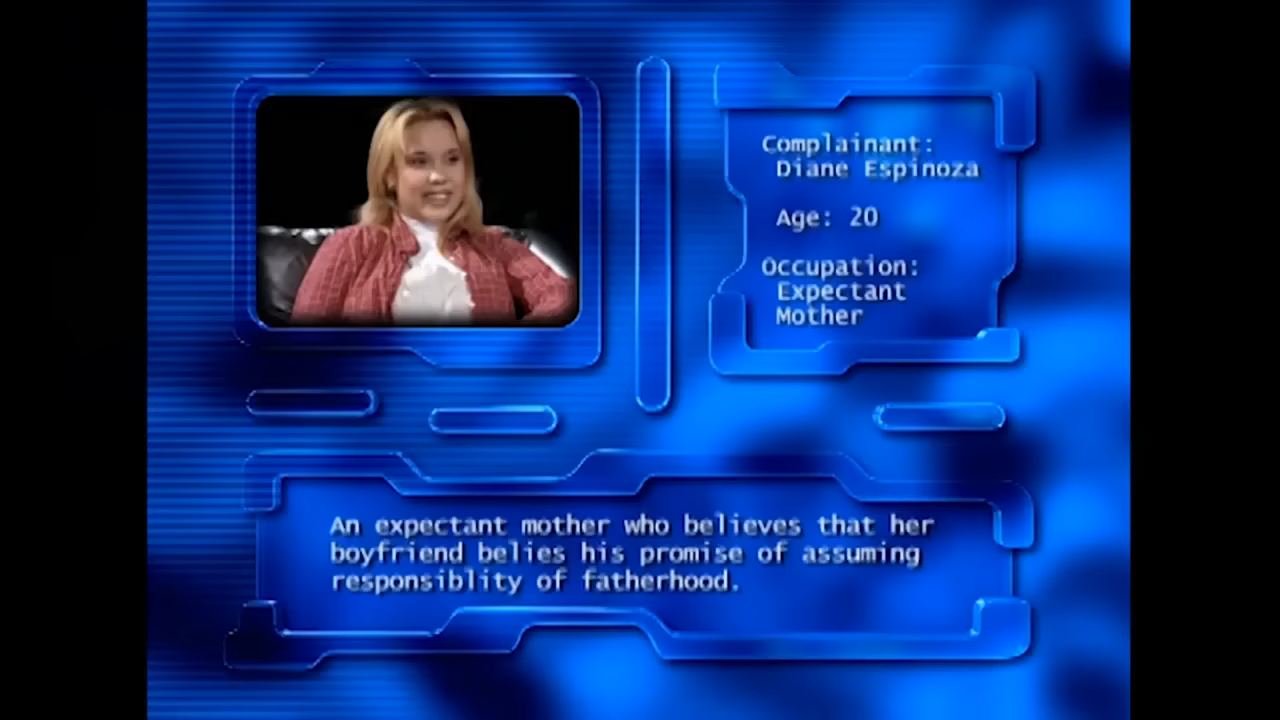 Complainant:
Diane Espinoza
Age: 20
Occupation:
Expectant
Mother
An expectant mother who believes that her
boyfriend belies his promise of assuming
responsiblity of fatherhood.